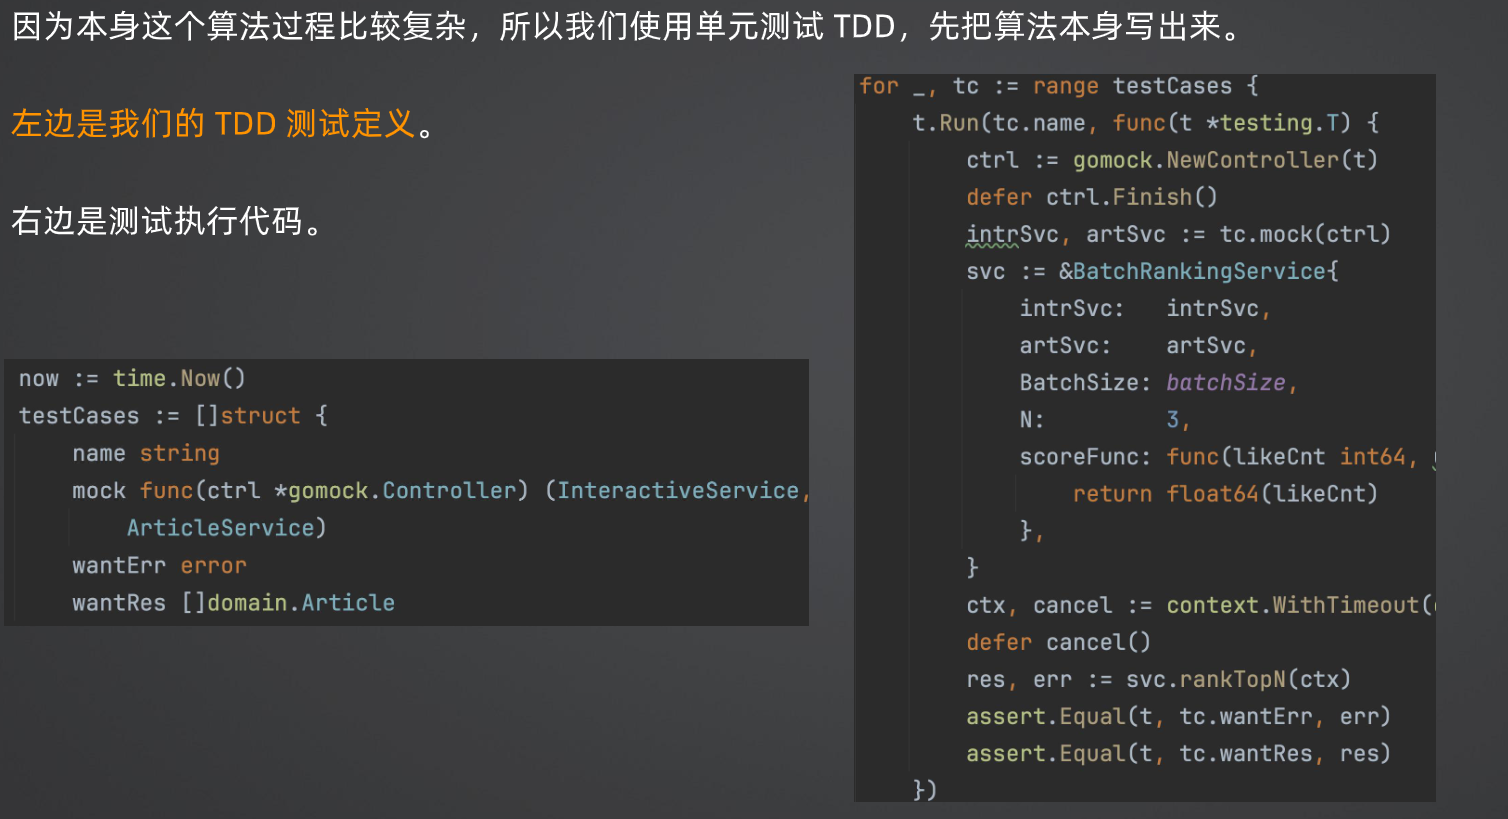 因为本身这个算法过程比较复杂，所以我们使用单元测试 TDD，先把算法本身写出来。
左边是我们的 TDD 测试定义。
右边是测试执行代码。
now := time.Now()
testCases := []struct {
name string
mock func(ctrl *gomock.Controller) (InteractiveService,
ArticleService)
wantErr error
wantRes []domain.Article
for _, tc := range testCases {
t.Run(tc.name, func(t *testing.T) {
ctrl := gomock.NewController(t)
defer ctrl.Finish()
intrSvc, artSvc := tc.mock(ctrl)
svc := &BatchRankingService{
intrSvc: intrSvc,
artSvc: artSvc,
BatchSize: batchSize,
N: 3,
scoreFunc: func(likeCnt int64,
return float64(likeCnt)
},
}
ctx, cancel := context.WithTimeout(
defer cancel()
res, err := svc.rankTopN(ctx)
assert.Equal(t, tc.wantErr, err)
assert.Equal(t, tc.wantRes, res)
})